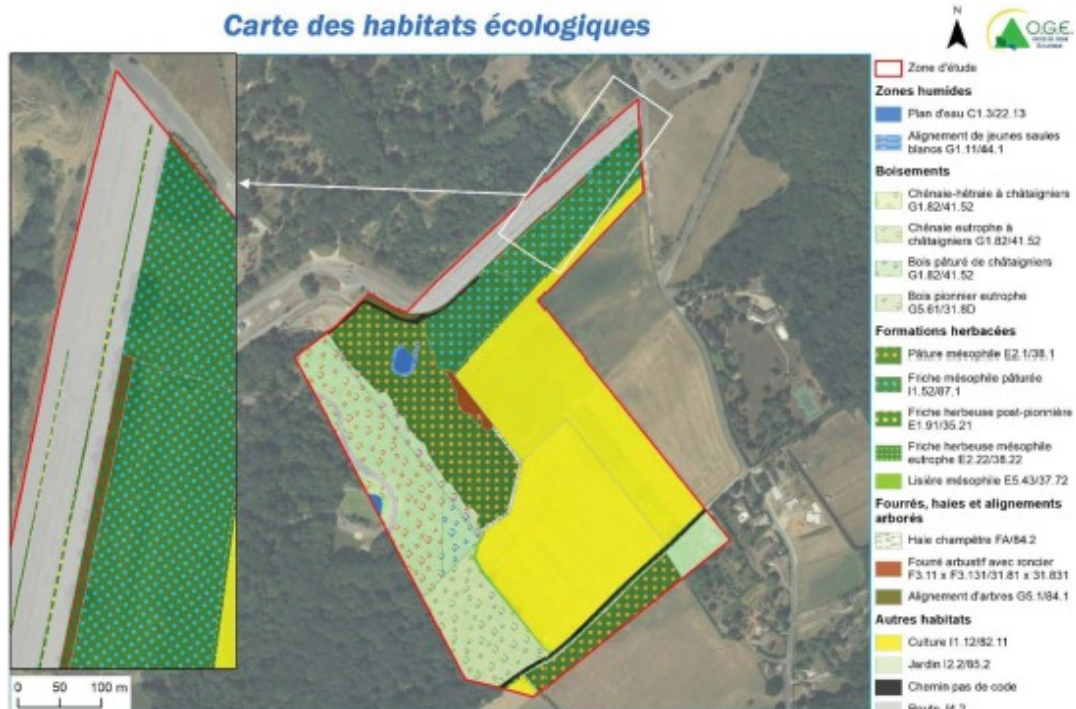 Carte des habitats écologiques
N
O.G.E.
Zone d'étude
Zones humides
Plan d'eau C1.3/22.13
Alignement de jeunes saules
blancs G1.11/44.1
Boisements
Chênaie-hêtraie à châtaigniers
G1.82/41.52
Chênaie eutrophe à
châtaigniers G1.82/41.52
Bois pâturé de châtaigniers
G1.82/41.52
Bois pionnier eutrophe
G5.61/31.8D
Formations herbacées
Pâture mésophile E2.1/38.1
Friche mésophile pâturée
I1.52/87.1
Friche herbeuse post-pionnière
E1.91/35.21
Friche herbeuse mésophile
eutrophe E2.22/38.22
Lisière mésophile E5.43/37.72
Fourrés, haies et alignements
arborés
Haie champêtre FA/84.2
Fourré arbustif avec roncier
F3.11 x F3.131/31.81 x 31.831
Alignement d'arbres G5.1/84.1
Autres habitats
Culture I1.12/82.11
Jardin I2.2/85.2
Chemin pas de code
Route J4.2
0 50 100 m